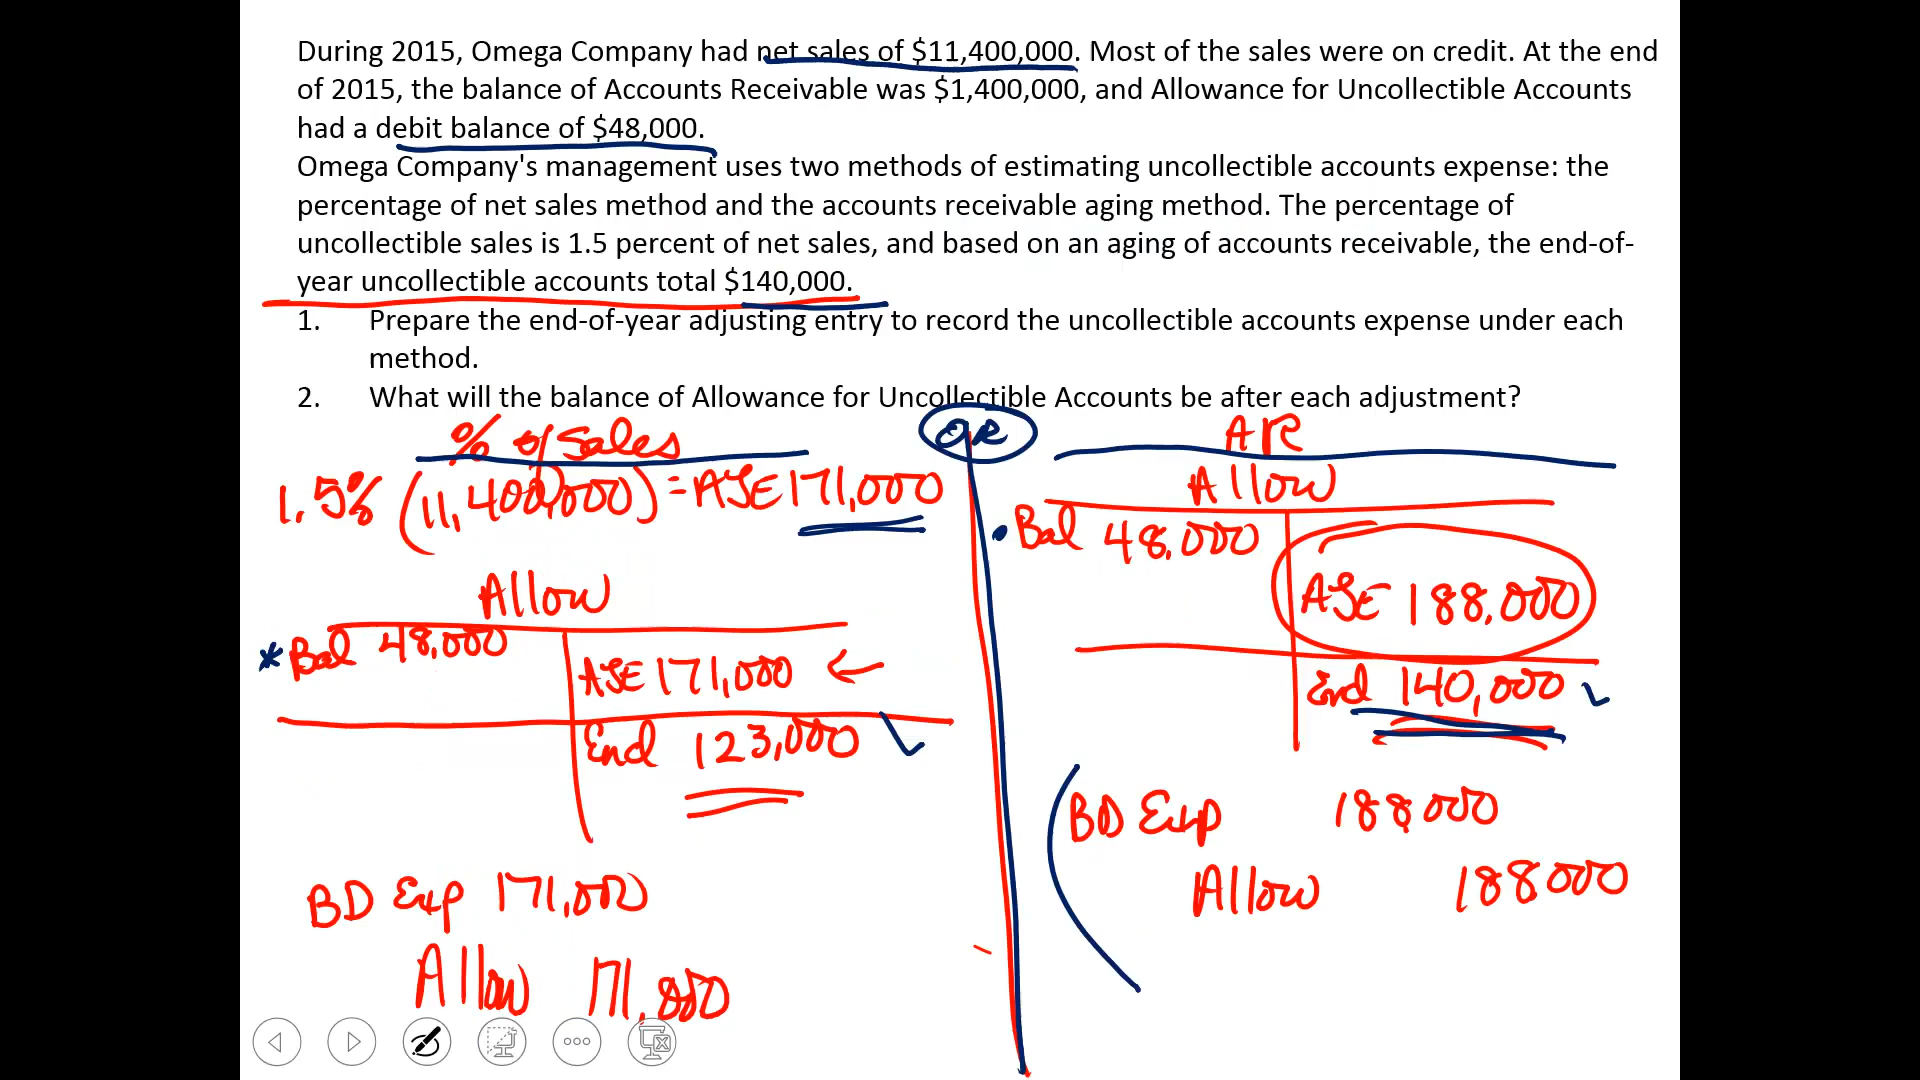 During 2015, Omega Company had net sales of $11,400,000. Most of the sales were on credit. At the end
of 2015, the balance of Accounts Receivable was $1,400,000, and Allowance for Uncollectible Accounts
had a debit balance of $48,000.
Omega Company's management uses two methods of estimating uncollectible accounts expense: the
percentage of net sales method and the accounts receivable aging method. The percentage of
uncollectible sales is 1.5 percent of net sales, and based on an aging of accounts receivable, the end-of-
year uncollectible accounts total $140,000.
1. Prepare the end-of-year adjusting entry to record the uncollectible accounts expense under each
method.
2. What will the balance of Allowance for Uncollectible Accounts be after each adjustment?
% of Sales
1.5% (11,400,000) = AJE 171,000
Allow
* Bal 48,000
AJE 171,000 ←
End 123,000 ✓
BD Exp 171,000
Allow 171,000
OR
AR
Allow
• Bal 48,000
AJE 188,000
End 140,000 ✓
BD Exp 188000
Allow 188000